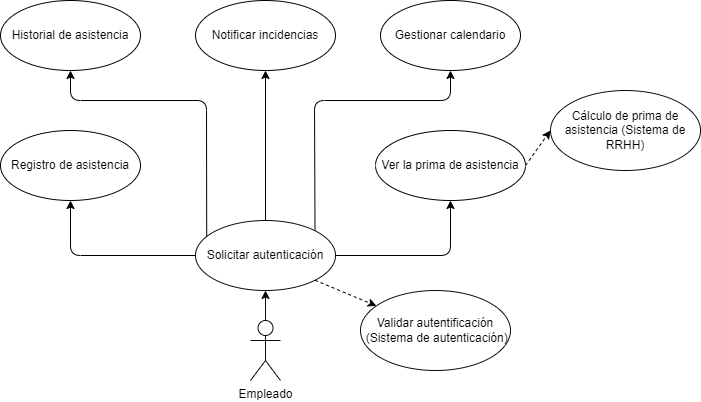 Historial de asistencia
Notificar incidencias
Gestionar calendario
Cálculo de prima de
asistencia (Sistema de
RRHH)
Registro de asistencia
Ver la prima de asistencia
Solicitar autenticación
Validar autentificación
(Sistema de autenticación)
Empleado